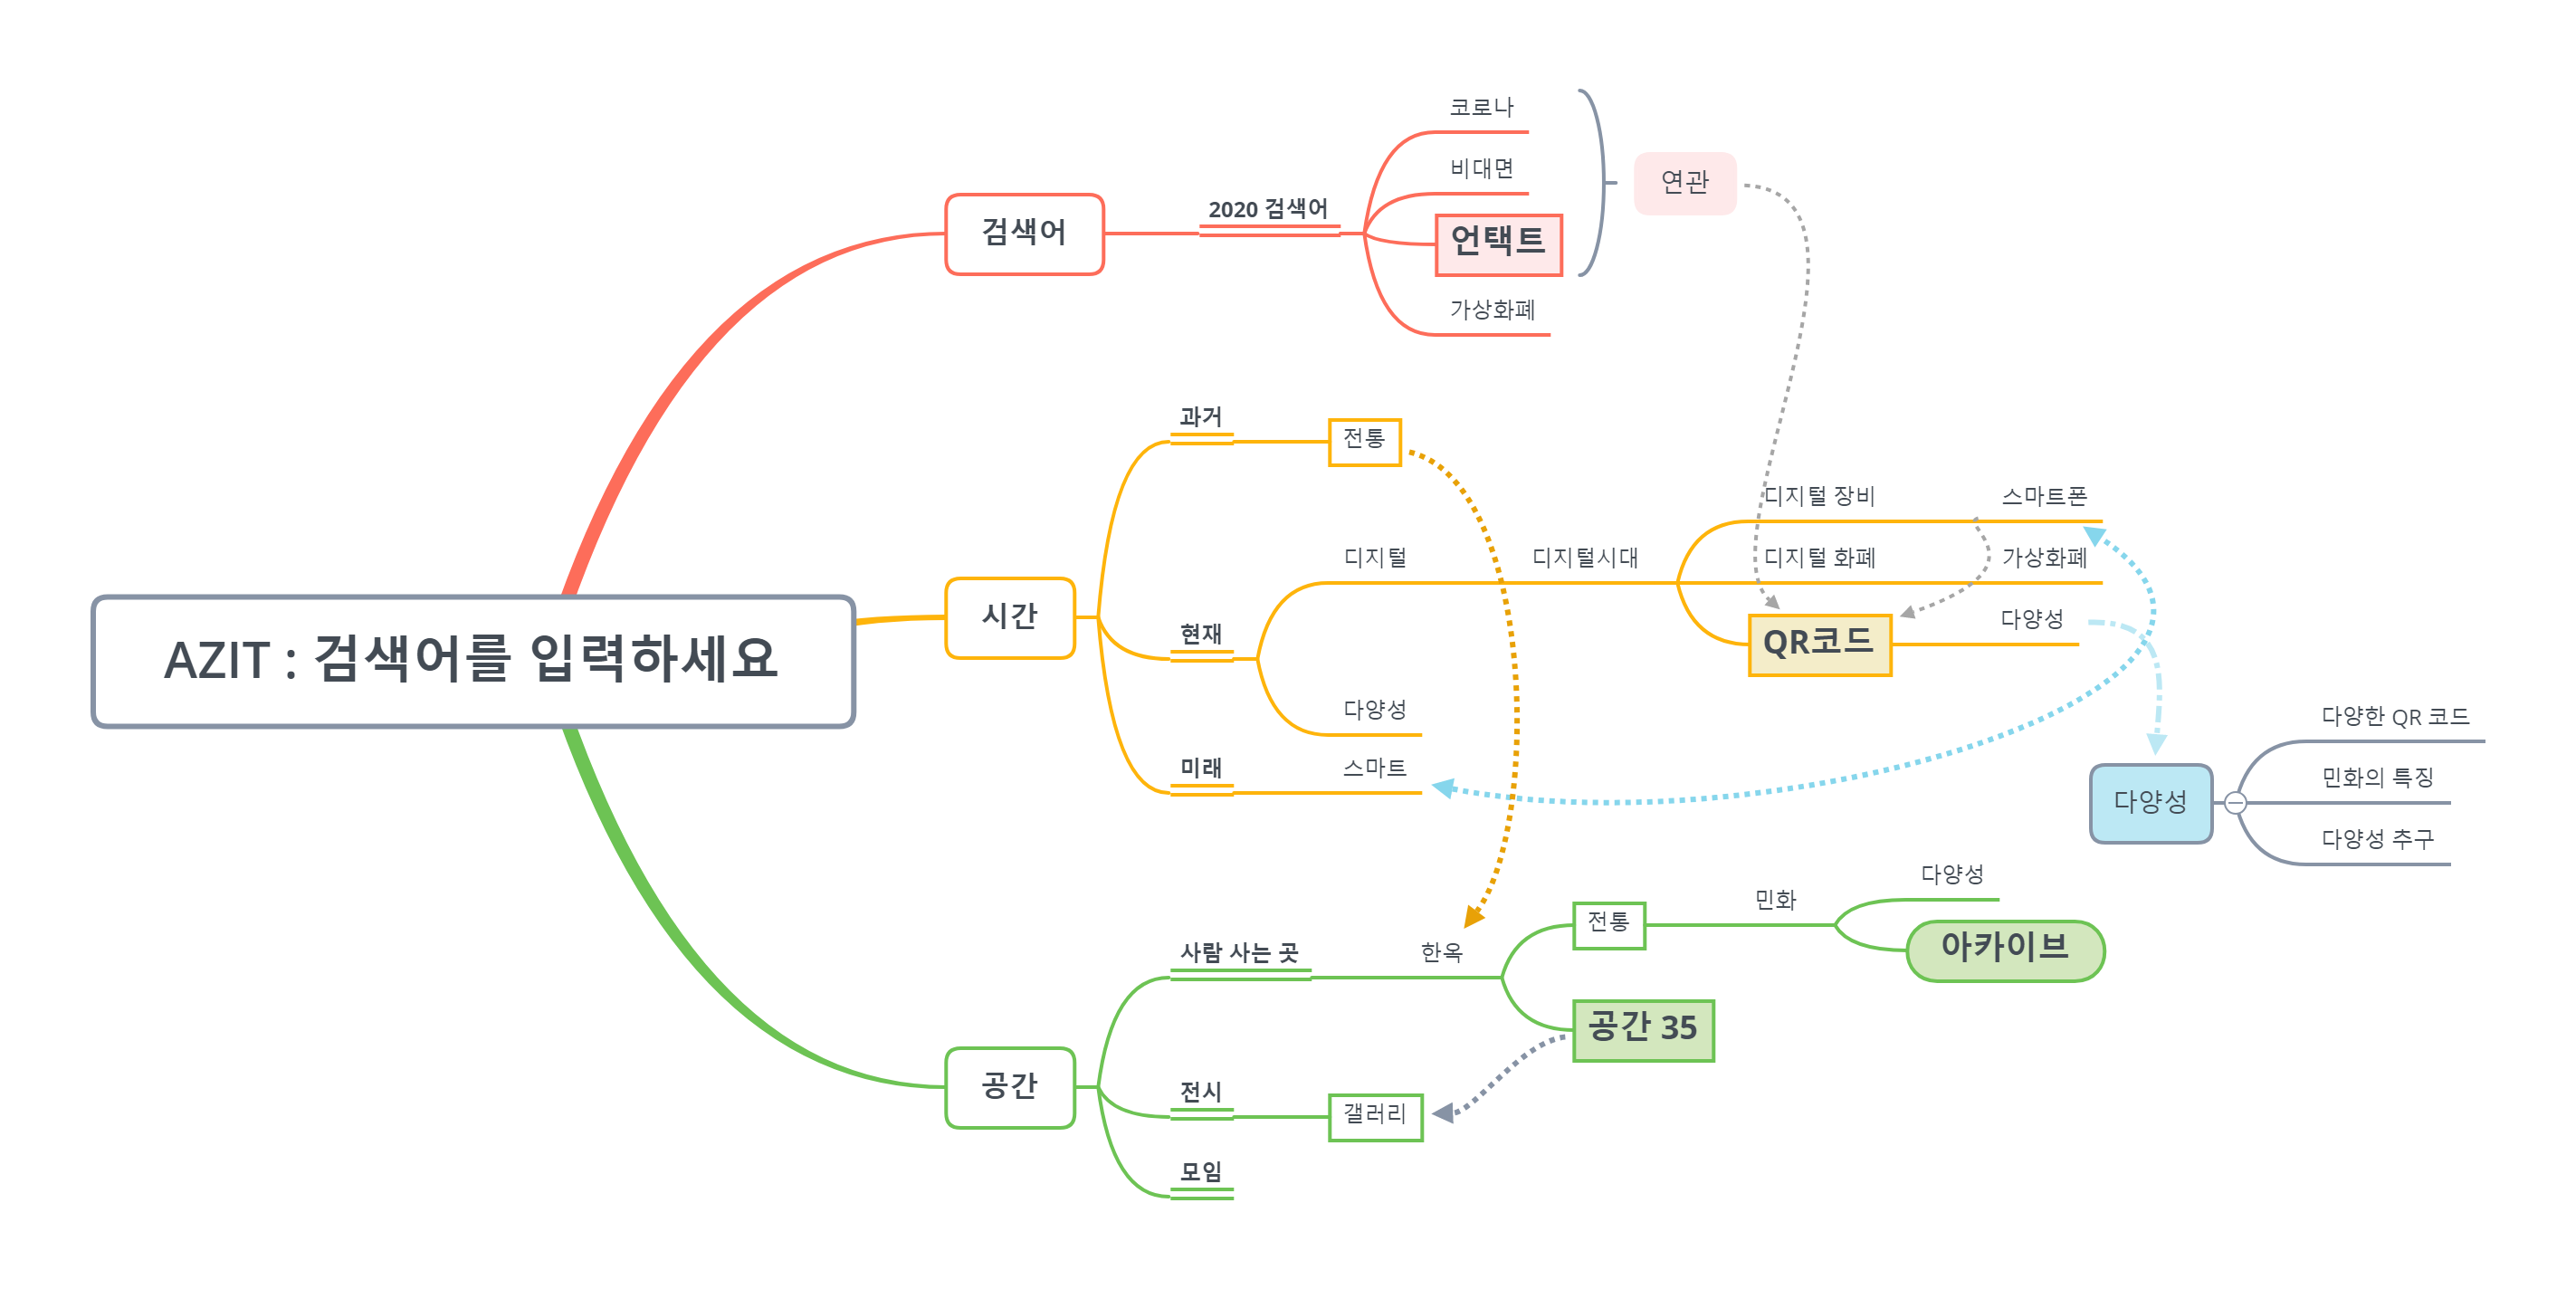 AZIT : 검색어를 입력하세요
검색어
2020 검색어
코로나
비대면
언택트
가상화폐
연관
시간
과거
전통
현재
디지털
디지털시대
디지털 장비
스마트폰
디지털 화폐
가상화폐
QR코드
다양성
다양성
미래
스마트
다양성
다양한 QR 코드
민화의 특징
다양성 추구
공간
사람 사는 곳
한옥
전통
민화
다양성
아카이브
공간 35
전시
갤러리
모임